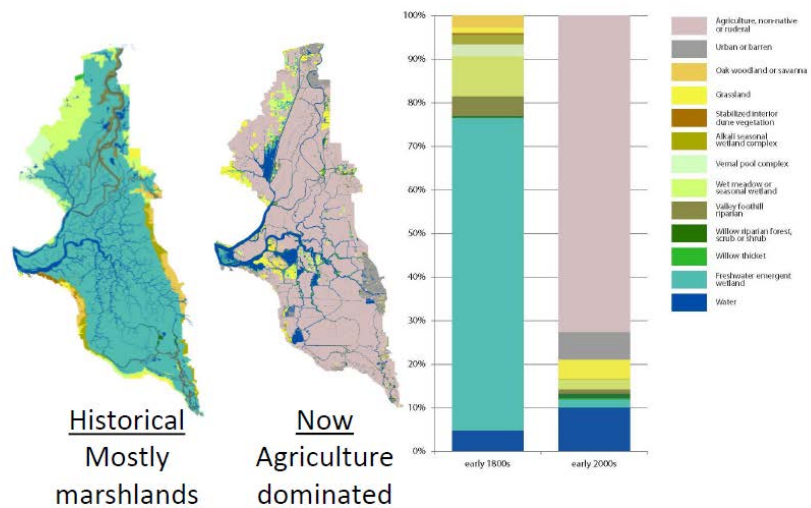 100%
90%
80%
70%
60%
50%
40%
30%
20%
10%
0%
early 1800s
early 2000s
Agriculture, non-native
or ruderal
Urban or barren
Oak woodland or savanna
Grassland
Stabilized interior
dune vegetation
Alkali seasonal
wetland complex
Vernal pool complex
Wet meadow or
seasonal wetland
Valley foothill
riparian
Willow riparian forest,
scrub or shrub
Willow thicket
Freshwater emergent
wetland
Water
Historical
Mostly
marshlands
Now
Agriculture
dominated